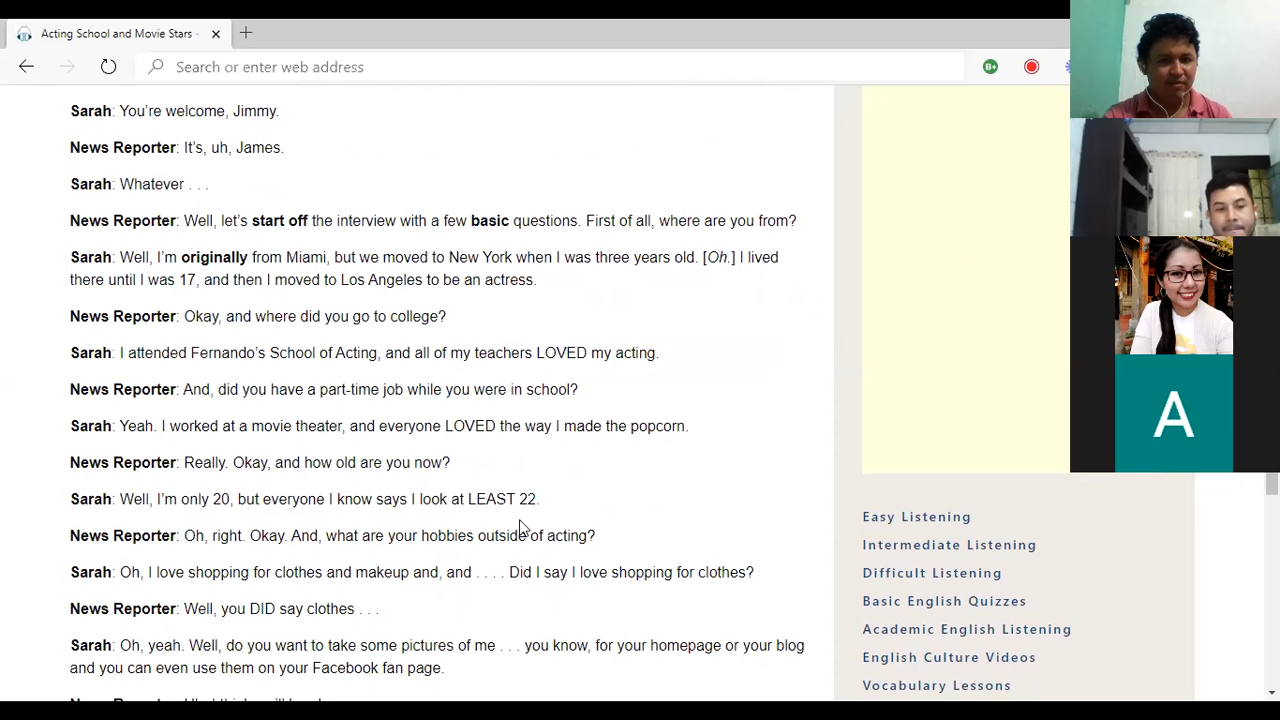 Acting School and Movie Stars -
Search or enter web address
B+
Sarah: You're welcome, Jimmy.
News Reporter: It's, uh, James.
Sarah: Whatever . . .
News Reporter: Well, let's start off the interview with a few basic questions. First of all, where are you from?
Sarah: Well, I'm originally from Miami, but we moved to New York when I was three years old. [Oh.] I lived
there until I was 17, and then I moved to Los Angeles to be an actress.
News Reporter: Okay, and where did you go to college?
Sarah: I attended Fernando's School of Acting, and all of my teachers LOVED my acting.
News Reporter: And, did you have a part-time job while you were in school?
Sarah: Yeah. I worked at a movie theater, and everyone LOVED the way I made the popcorn.
News Reporter: Really. Okay, and how old are you now?
Sarah: Well, I'm only 20, but everyone I know says I look at LEAST 22.
News Reporter: Oh, right. Okay. And, what are your hobbies outside of acting?
Sarah: Oh, I love shopping for clothes and makeup and, and . . . . Did I say I love shopping for clothes?
News Reporter: Well, you DID say clothes . . .
Sarah: Oh, yeah. Well, do you want to take some pictures of me . . . you know, for your homepage or your blog
and you can even use them on your Facebook fan page.
A
Easy Listening
Intermediate Listening
Difficult Listening
Basic English Quizzes
Academic English Listening
English Culture Videos
Vocabulary Lessons